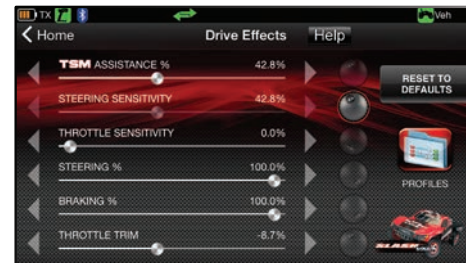 TX Veh
Home Drive Effects Help
TSM ASSISTANCE % 42.8%
STEERING SENSITIVITY 42.8%
THROTTLE SENSITIVITY 0.0%
STEERING % 100.0%
BRAKING % 100.0%
THROTTLE TRIM -8.7%
RESET TO
DEFAULTS
PROFILES
SLASH